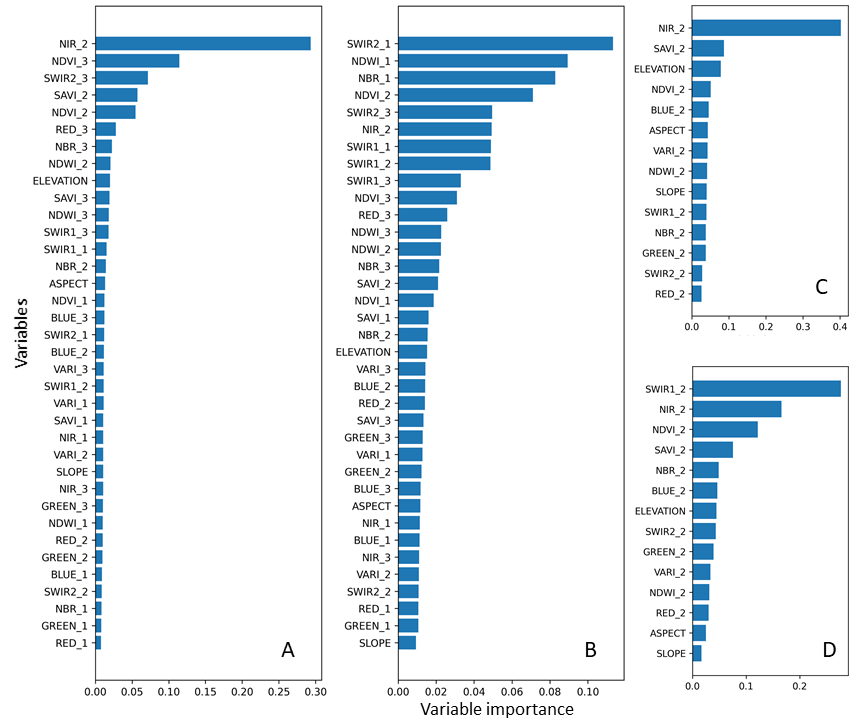 Variables
NIR_2
NDVI_3
SWIR2_3
SAVI_2
NDVI_2
RED_3
NBR_3
NDWI_2
ELEVATION
SAVI_3
NDWI_3
SWIR1_3
SWIR1_1
NBR_2
ASPECT
NDVI_1
BLUE_3
SWIR2_1
BLUE_2
VARI_3
SWIR1_2
VARI_1
SAVI_1
NIR_1
VARI_2
SLOPE
NIR_3
GREEN_3
NDWI_1
RED_2
GREEN_2
BLUE_1
SWIR2_2
NBR_1
GREEN_1
RED_1
A
0.00 0.05 0.10 0.15 0.20 0.25 0.30
SWIR2_1
NDWI_1
NBR_1
NDVI_2
SWIR2_3
NIR_2
SWIR1_1
SWIR1_2
SWIR1_3
NDVI_3
RED_3
NDWI_3
NDWI_2
NBR_3
SAVI_2
NDVI_1
SAVI_1
NBR_2
ELEVATION
VARI_3
BLUE_2
RED_2
SAVI_3
GREEN_3
VARI_1
GREEN_2
BLUE_3
ASPECT
NIR_1
BLUE_1
NIR_3
VARI_2
SWIR2_2
RED_1
GREEN_1
SLOPE
B
0.00 0.02 0.04 0.06 0.08 0.10
Variable importance
NIR_2
SAVI_2
ELEVATION
NDVI_2
BLUE_2
ASPECT
VARI_2
NDWI_2
SLOPE
SWIR1_2
NBR_2
GREEN_2
SWIR2_2
RED_2
C
0.0 0.1 0.2 0.3 0.4
SWIR1_2
NIR_2
NDVI_2
SAVI_2
NBR_2
BLUE_2
ELEVATION
SWIR2_2
GREEN_2
VARI_2
NDWI_2
RED_2
ASPECT
SLOPE
D
0.0 0.1 0.2